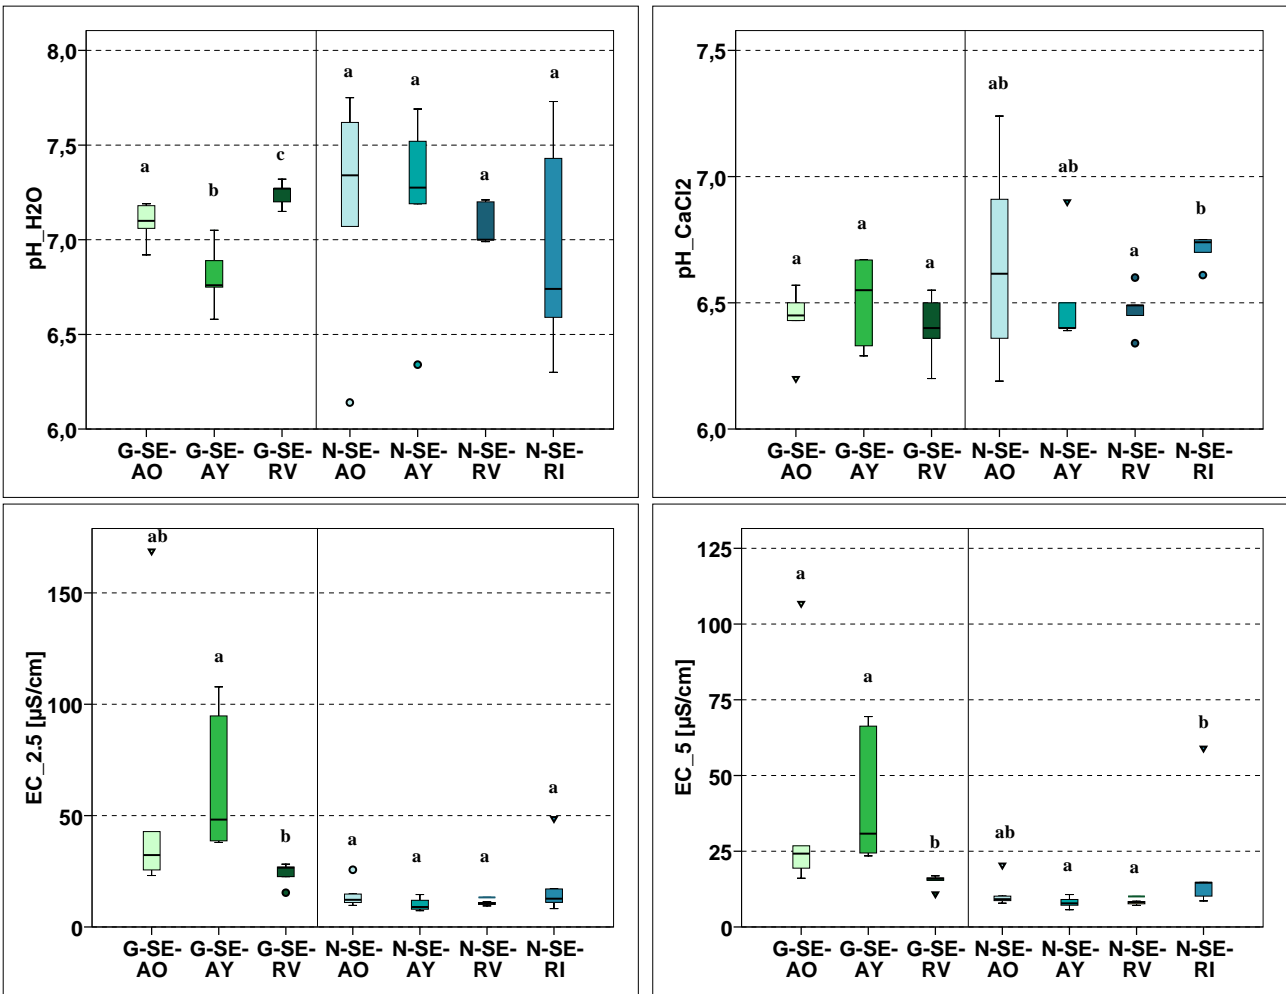 pH_H2O
8,0
7,5
7,0
6,5
6,0
a
b
c
a
a
a
a
G-SE-
AO
G-SE-
AY
G-SE-
RV
N-SE-
AO
N-SE-
AY
N-SE-
RV
N-SE-
RI
pH_CaCl2
7,5
7,0
6,5
6,0
a
a
a
ab
ab
a
b
G-SE-
AO
G-SE-
AY
G-SE-
RV
N-SE-
AO
N-SE-
AY
N-SE-
RV
N-SE-
RI
EC_2.5 [µS/cm]
150
100
50
0
ab
a
b
a
a
a
a
G-SE-
AO
G-SE-
AY
G-SE-
RV
N-SE-
AO
N-SE-
AY
N-SE-
RV
N-SE-
RI
EC_5 [µS/cm]
125
100
75
50
25
0
a
a
b
ab
a
a
b
G-SE-
AO
G-SE-
AY
G-SE-
RV
N-SE-
AO
N-SE-
AY
N-SE-
RV
N-SE-
RI